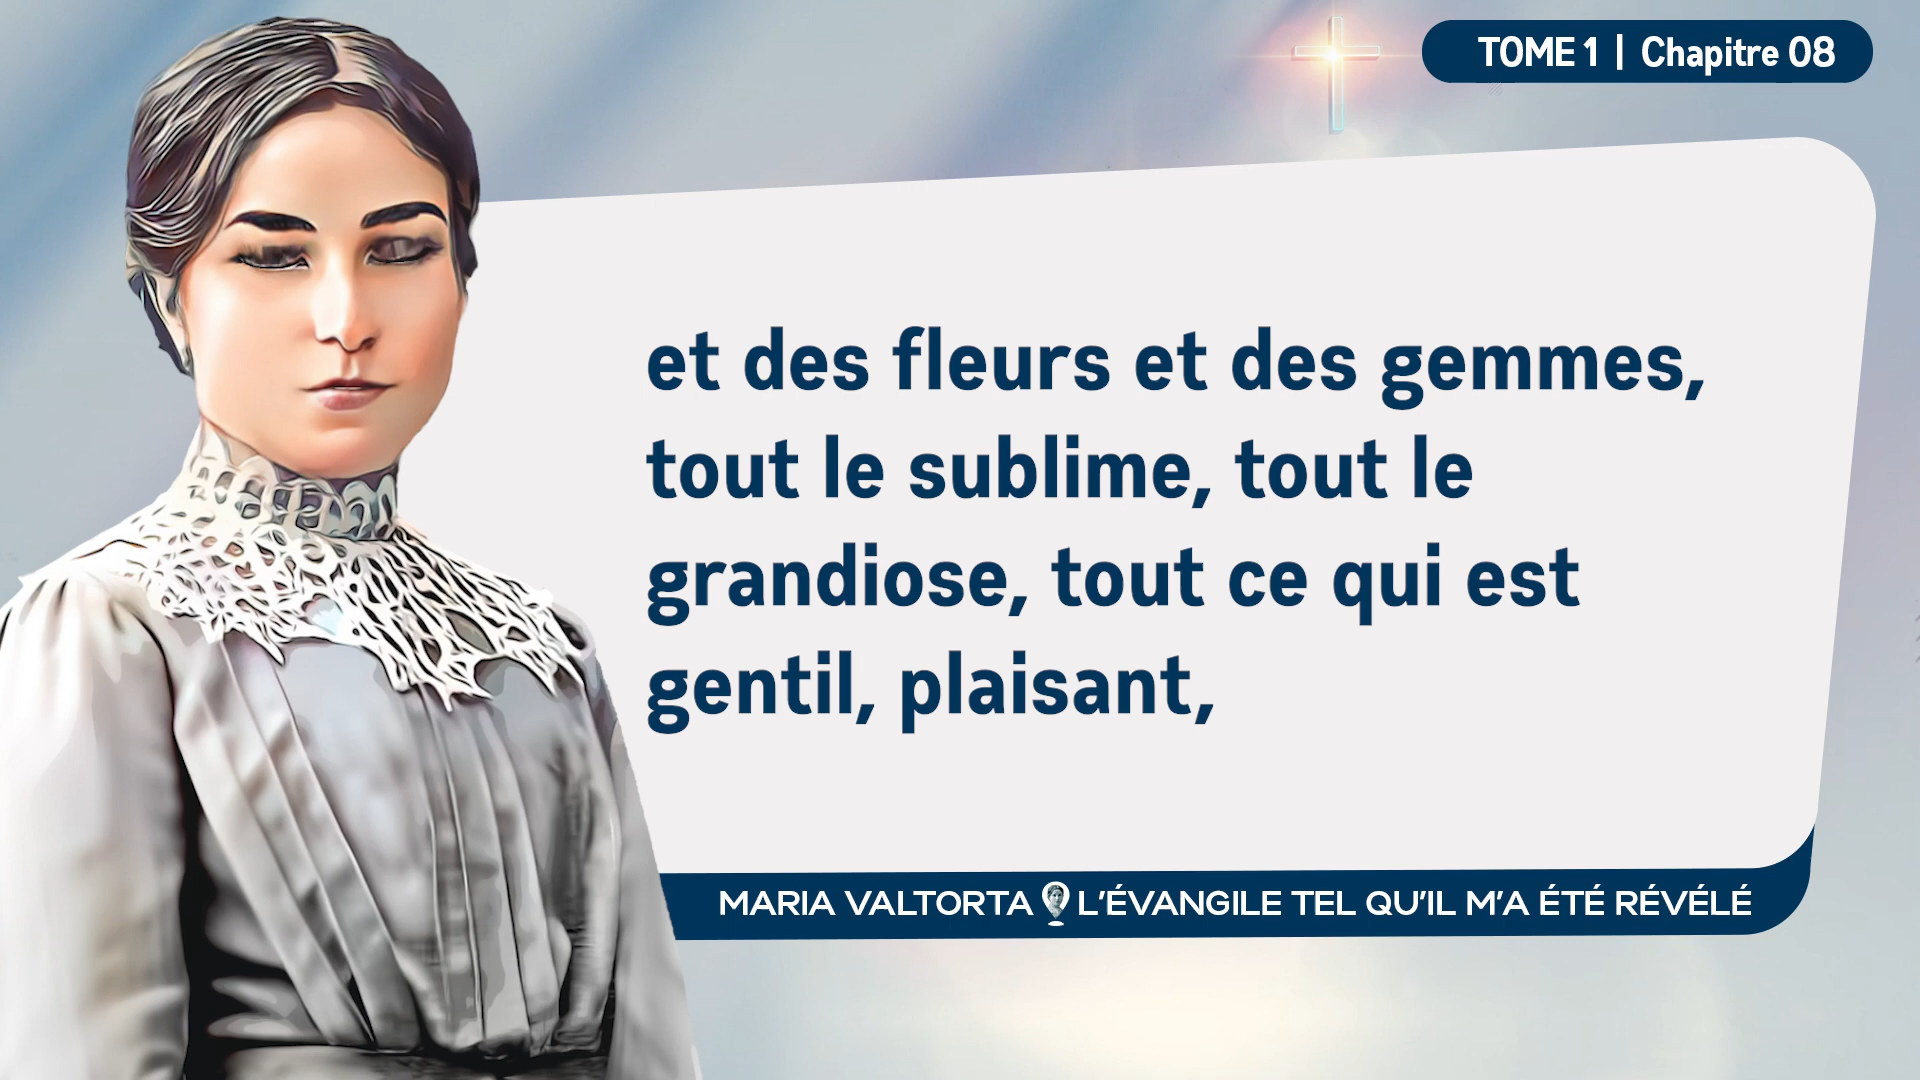 TOME 1 | Chapitre 08
et des fleurs et des gemmes,
tout le sublime, tout le
grandiose, tout ce qui est
gentil, plaisant,
MARIA VALTORTA L'ÉVANGILE TEL QU'IL M'A ÉTÉ RÉVÉLÉ